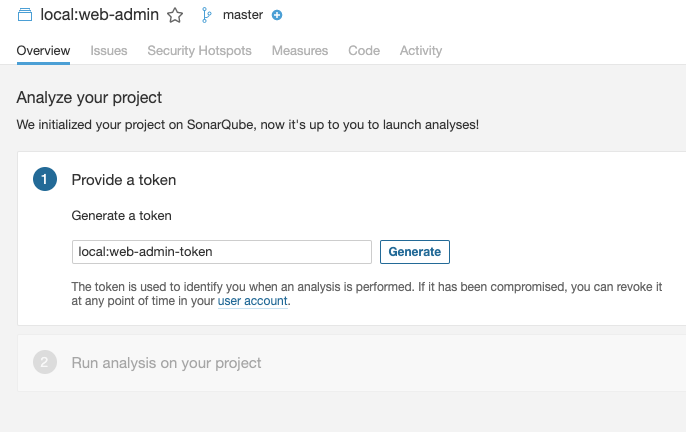 local:web-admin master
Overview Issues Security Hotspots Measures Code Activity
Analyze your project
We initialized your project on SonarQube, now it's up to you to launch analyses!
1 Provide a token
Generate a token
local:web-admin-token Generate
The token is used to identify you when an analysis is performed. If it has been compromised, you can revoke it
at any point of time in your user account.
2 Run analysis on your project